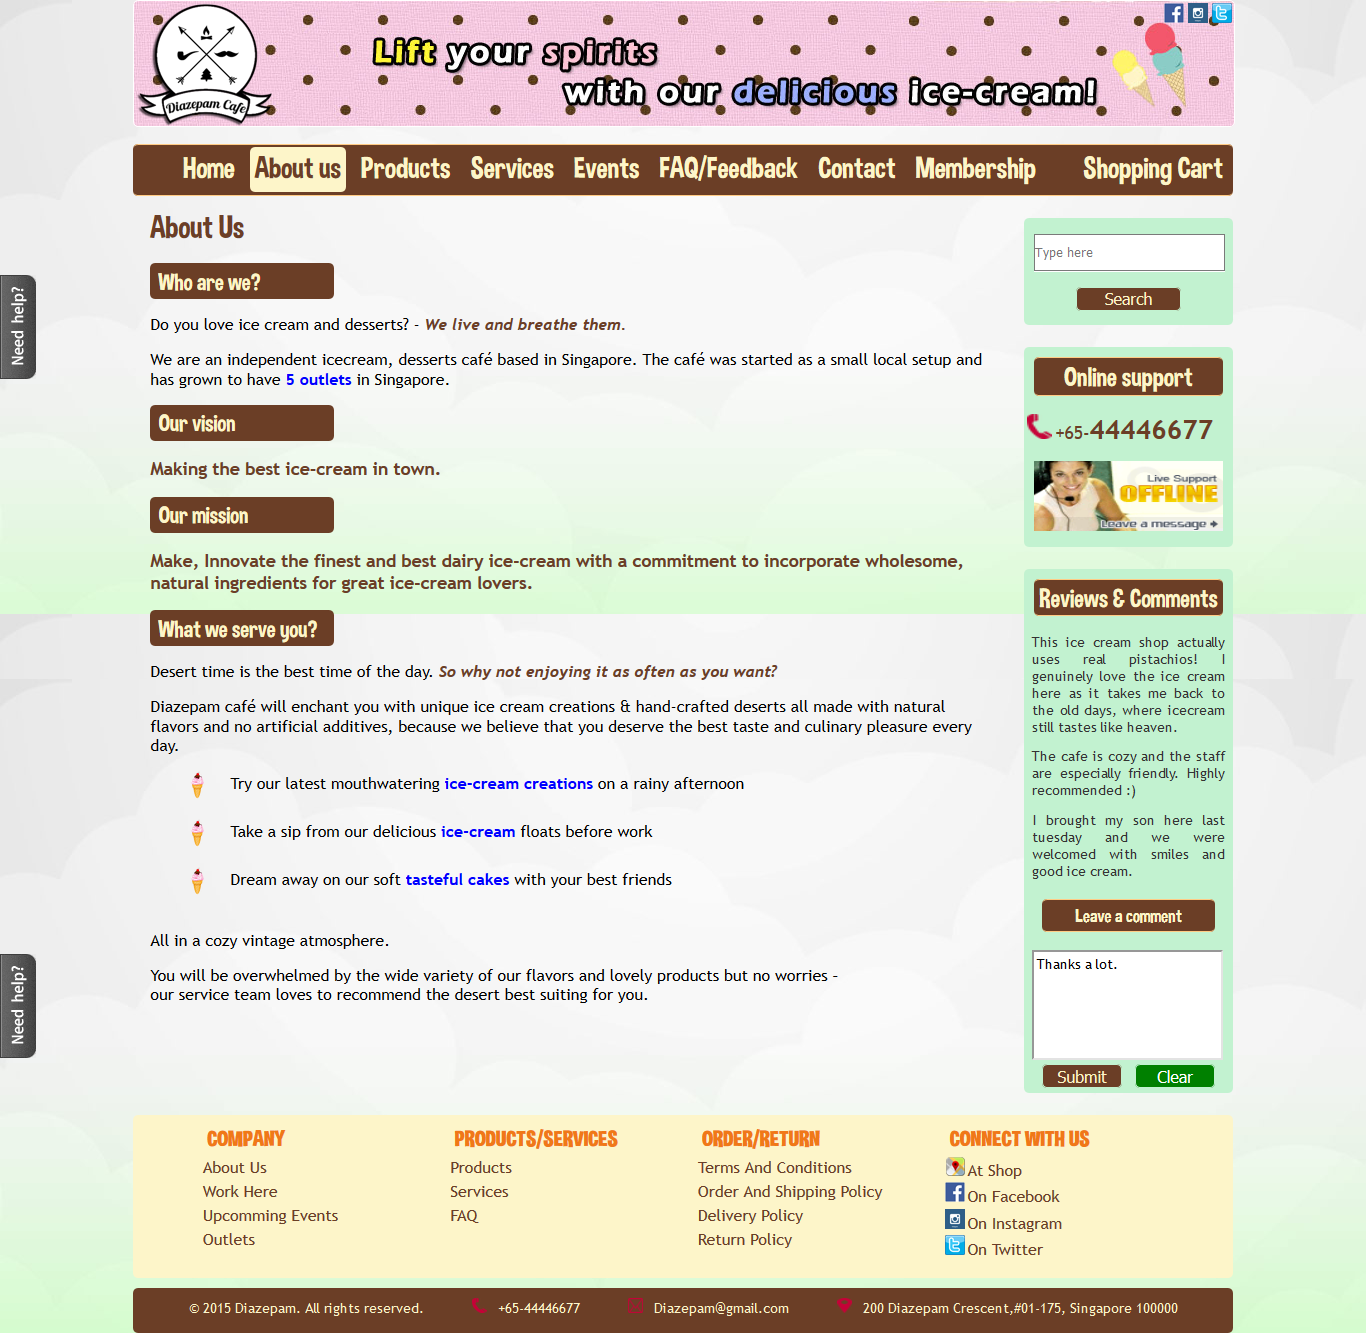 Diazepam Cafe
Lift your spirits
with our delicious ice-cream!
Home About us Products Services Events FAQ/Feedback Contact Membership Shopping Cart
About Us
Who are we?
Do you love ice cream and desserts? - We live and breathe them.
We are an independent icecream, desserts café based in Singapore. The café was started as a small local setup and
has grown to have 5 outlets in Singapore.
Our vision
Making the best ice-cream in town.
Our mission
Make, Innovate the finest and best dairy ice-cream with a commitment to incorporate wholesome,
natural ingredients for great ice-cream lovers.
What we serve you?
Desert time is the best time of the day. So why not enjoying it as often as you want?
Diazepam café will enchant you with unique ice cream creations & hand-crafted deserts all made with natural
flavors and no artificial additives, because we believe that you deserve the best taste and culinary pleasure every
day.
Try our latest mouthwatering ice-cream creations on a rainy afternoon
Take a sip from our delicious ice-cream floats before work
Dream away on our soft tasteful cakes with your best friends
All in a cozy vintage atmosphere.
You will be overwhelmed by the wide variety of our flavors and lovely products but no worries –
our service team loves to recommend the desert best suiting for you.
Need help?
Need help?
Type here
Search
Online support
+65-44446677
Live Support
OFFLINE
Leave a message
Reviews & Comments
This ice cream shop actually
uses real pistachios! I
genuinely love the ice cream
here as it takes me back to
the old days, where icecream
still tastes like heaven.
The cafe is cozy and the staff
are especially friendly. Highly
recommended :)
I brought my son here last
tuesday and we were
welcomed with smiles and
good ice cream.
Leave a comment
Thanks a lot.
Submit Clear
COMPANY
About Us
Work Here
Upcomming Events
Outlets
PRODUCTS/SERVICES
Products
Services
FAQ
ORDER/RETURN
Terms And Conditions
Order And Shipping Policy
Delivery Policy
Return Policy
CONNECT WITH US
At Shop
On Facebook
On Instagram
On Twitter
© 2015 Diazepam. All rights reserved. +65-44446677 Diazepam@gmail.com 200 Diazepam Crescent,#01-175, Singapore 100000